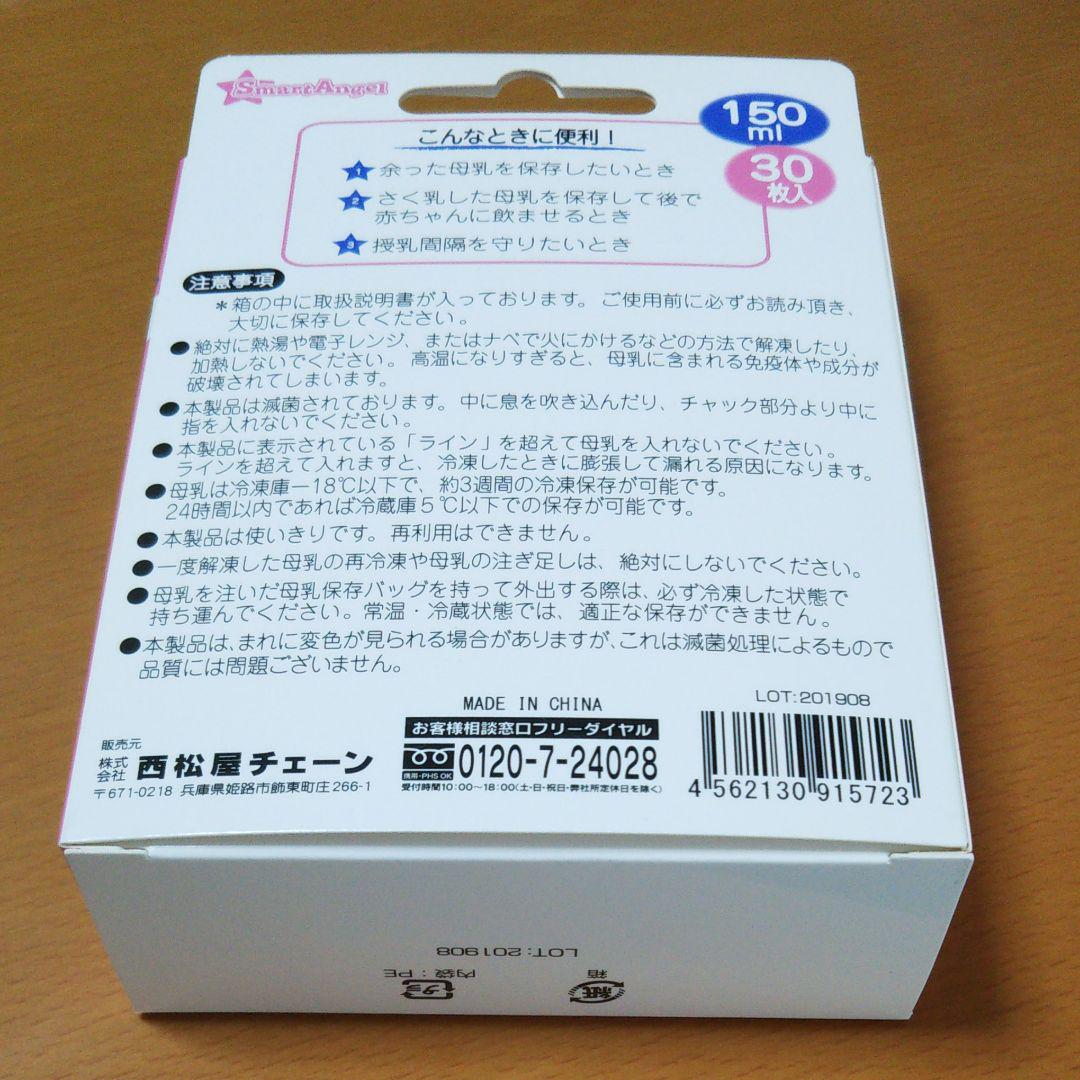 SmartAngel
150
ml
30
枚入
こんなときに便利！
1 余った母乳を保存したいとき
2 さく乳した母乳を保存して後で
赤ちゃんに飲ませるとき
3 授乳間隔を守りたいとき
注意事項
＊箱の中に取扱説明書が入っております。ご使用前に必ずお読み頂き、
大切に保存してください。
●絶対に熱湯や電子レンジ、またはナベで火にかけるなどの方法で解凍したり、
加熱しないでください。高温になりすぎると、母乳に含まれる免疫体や成分が
破壊されてしまいます。
●本製品は滅菌されております。中に息を吹き込んだり、チャック部分より中に
指を入れないでください。
●本製品に表示されている「ライン」を超えて母乳を入れないでください。
ラインを超えて入れますと、冷凍したときに膨張して漏れる原因になります。
●母乳は冷凍庫－18℃以下で、約3週間の冷凍保存が可能です。
24時間以内であれば冷蔵庫5℃以下での保存が可能です。
●本製品は使いきりです。再利用はできません。
●一度解凍した母乳の再冷凍や母乳の注ぎ足しは、絶対にしないでください。
●母乳を注いだ母乳保存バッグを持って外出する際は、必ず冷凍した状態で
持ち運んでください。常温・冷蔵状態では、適正な保存ができません。
●本製品は、まれに変色が見られる場合がありますが、これは滅菌処理によるもので
品質には問題ございません。
MADE IN CHINA
LOT:201908
お客様相談窓口フリーダイヤル
携帯・PHS OK
0120-7-24028
受付時間10:00～18:00(土・日・祝日・弊社所定休日を除く)
販売元
株式会社 西松屋チェーン
〒671-0218 兵庫県姫路市飾東町庄266-1
4 562130 915723
LOT:201908
内袋：PE
プラ
箱
紙